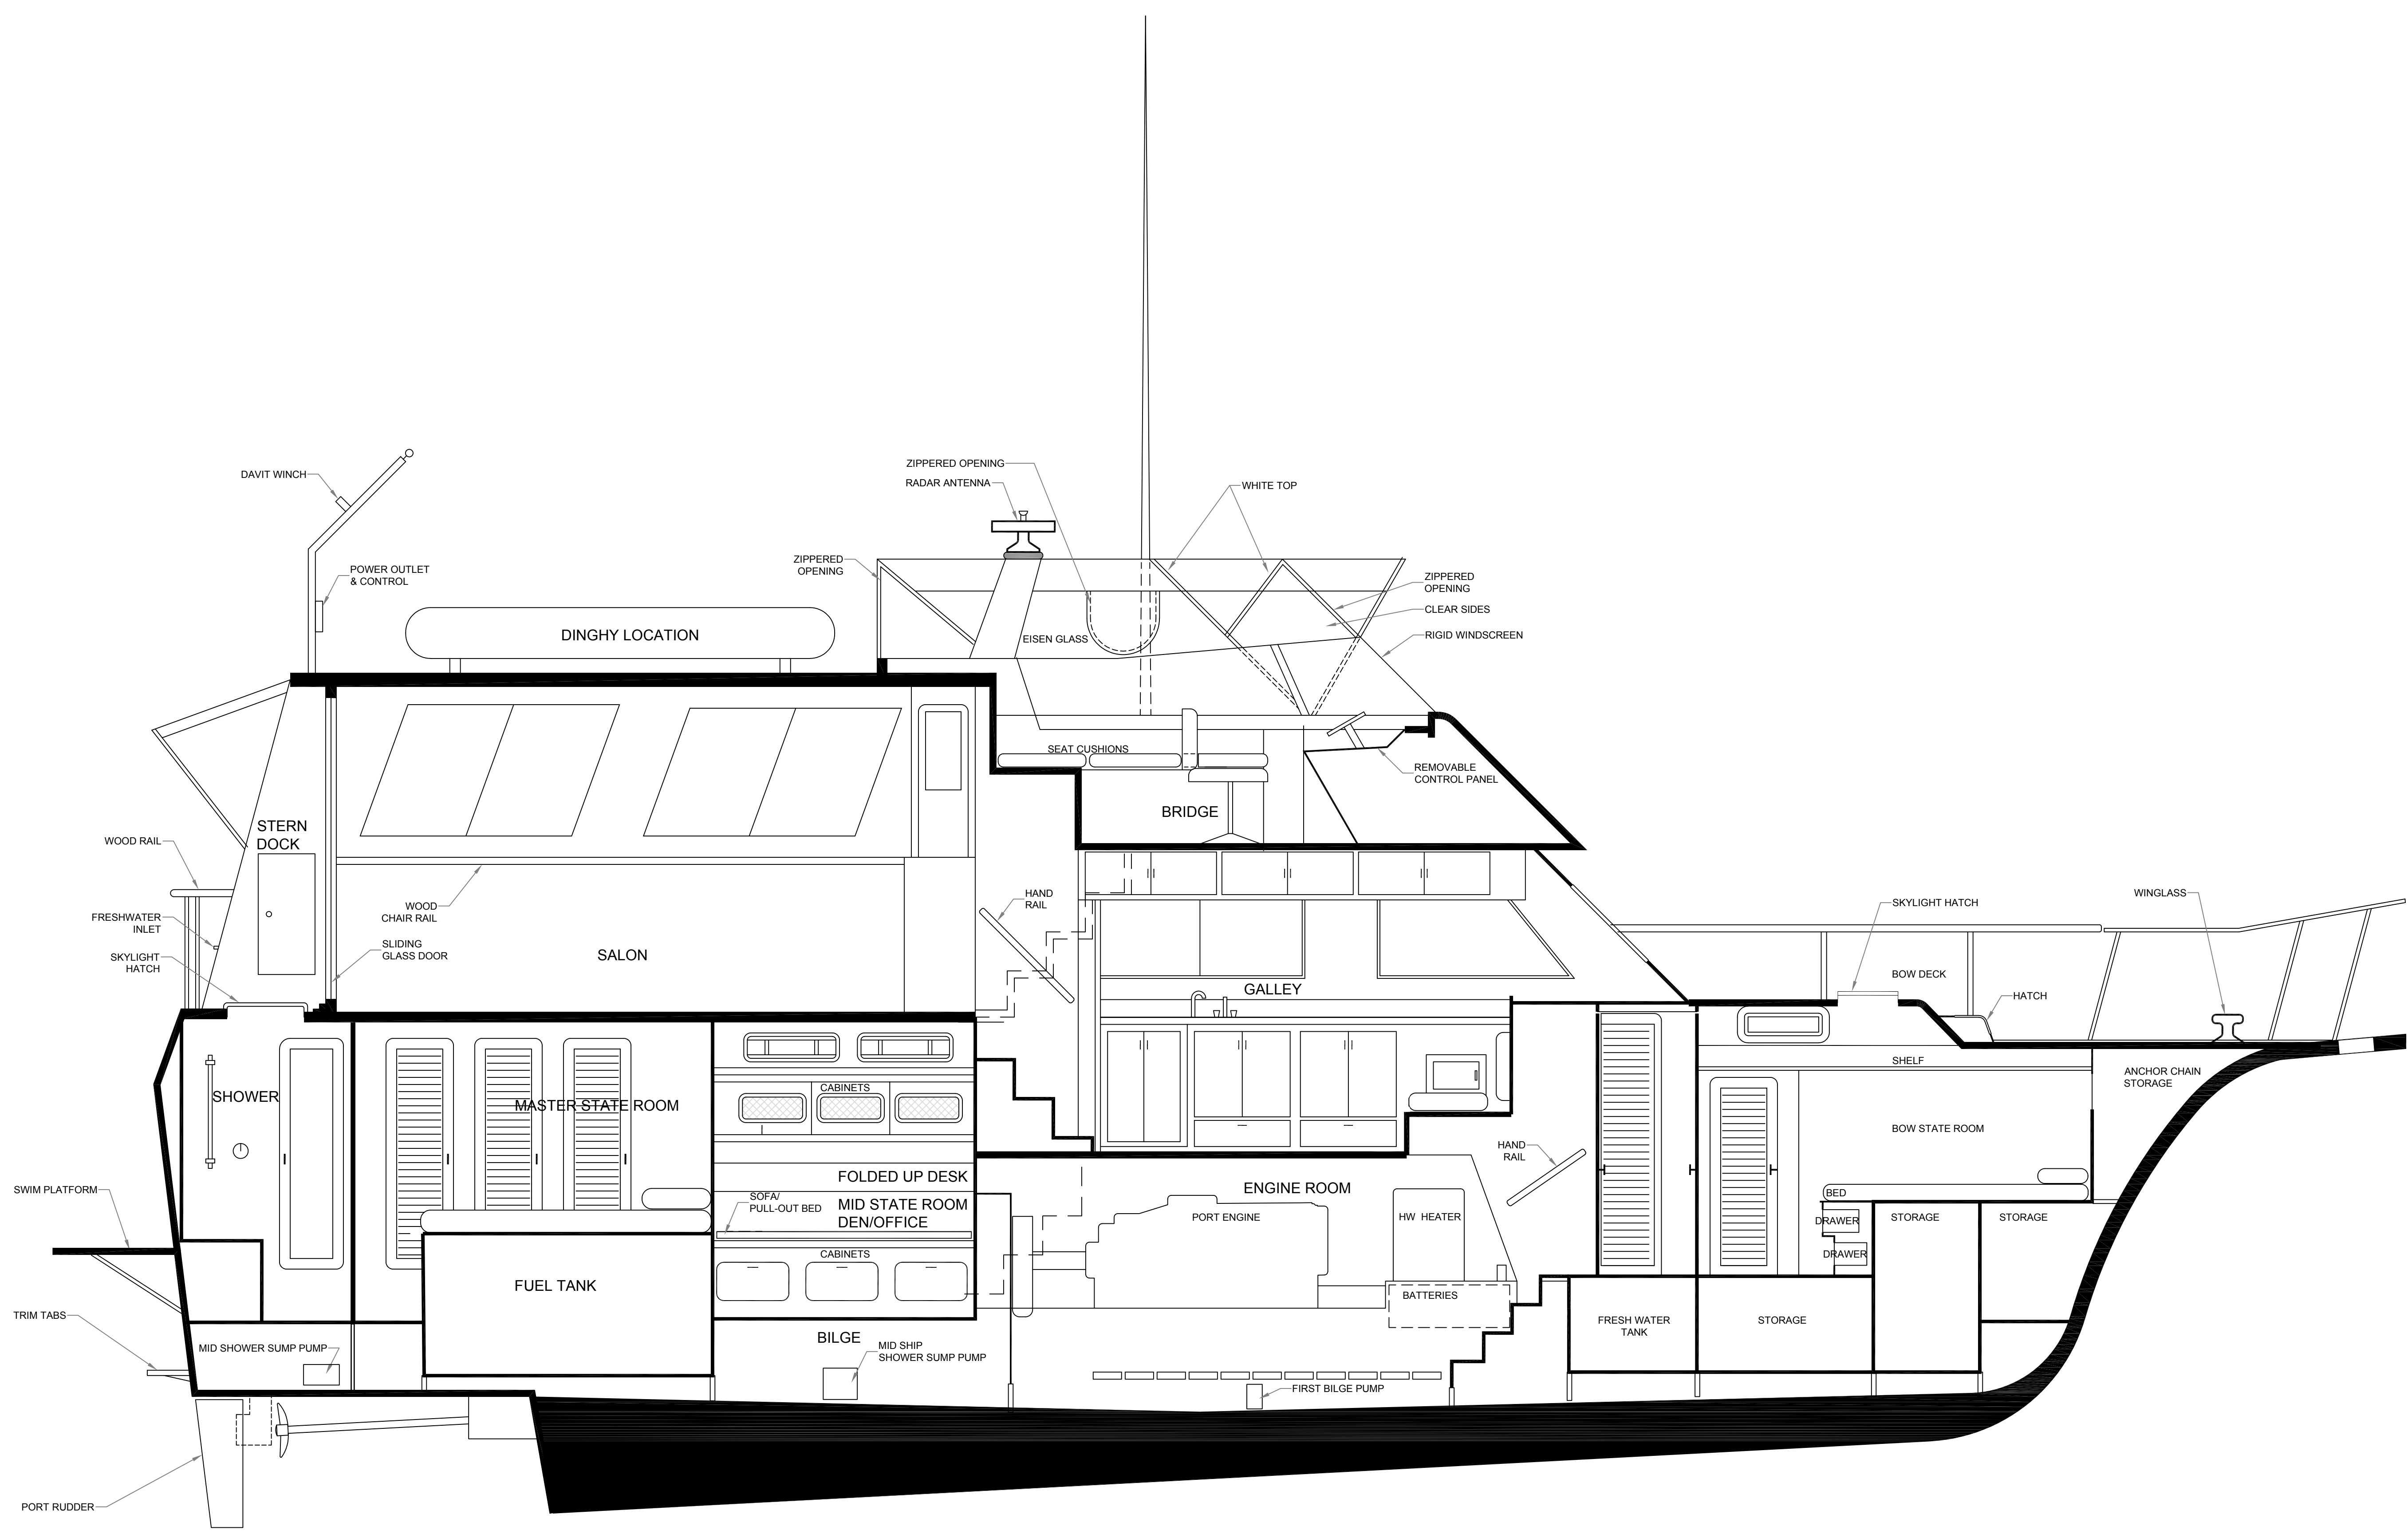 DAVIT WINCH
POWER OUTLET
& CONTROL
DINGHY LOCATION
ZIPPERED OPENING
RADAR ANTENNA
WHITE TOP
ZIPPERED
OPENING
ZIPPERED
OPENING
CLEAR SIDES
RIGID WINDSCREEN
EISEN GLASS
SEAT CUSHIONS
REMOVABLE
CONTROL PANEL
BRIDGE
STERN
DOCK
WOOD RAIL
FRESHWATER
INLET
SKYLIGHT
HATCH
WOOD
CHAIR RAIL
SLIDING
GLASS DOOR
SALON
HAND
RAIL
GALLEY
SKYLIGHT HATCH
WINGLASS
BOW DECK
HATCH
SHELF
ANCHOR CHAIN
STORAGE
BOW STATE ROOM
SHOWER
MASTER STATE ROOM
CABINETS
FOLDED UP DESK
SOFA/
PULL-OUT BED
MID STATE ROOM
DEN/OFFICE
CABINETS
ENGINE ROOM
PORT ENGINE
HW HEATER
BATTERIES
HAND
RAIL
BED
DRAWER
DRAWER
STORAGE
STORAGE
SWIM PLATFORM
FUEL TANK
TRIM TABS
MID SHOWER SUMP PUMP
BILGE
MID SHIP
SHOWER SUMP PUMP
FIRST BILGE PUMP
FRESH WATER
TANK
STORAGE
PORT RUDDER